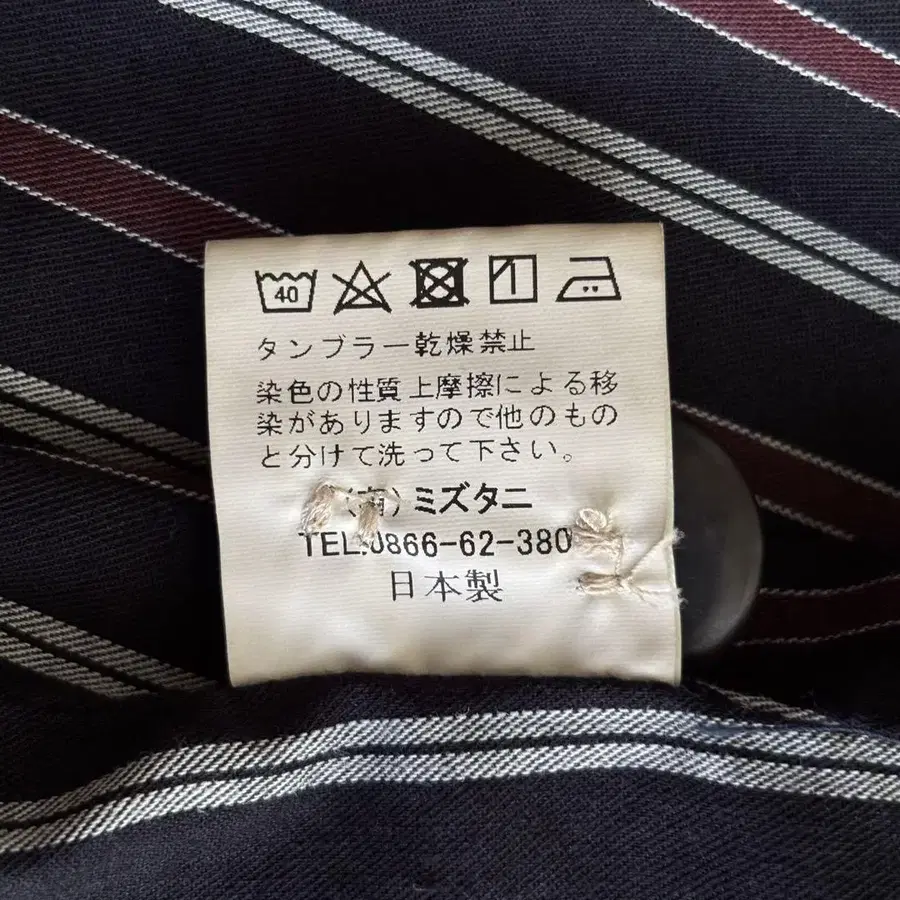 40
タンブラー乾燥禁止
染色の性質上摩擦による移
染がありますので他のもの
と分けて洗って下さい。
(有)ミズタニ
TEL.0866-62-380
日本製